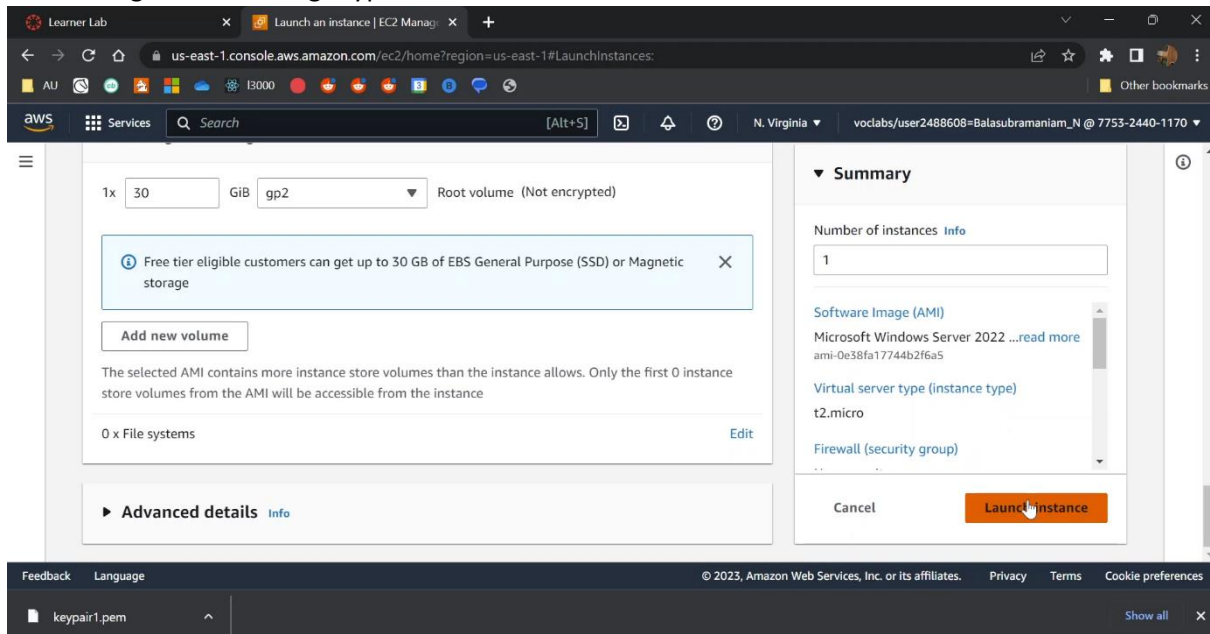 Learner Lab
Launch an instance | EC2 Manag
us-east-1.console.aws.amazon.com/ec2/home?region=us-east-1#LaunchInstances:
AU
l3000
Other bookmarks
aws
Services
Search
[Alt+S]
N. Virginia
voclabs/user2488608=Balasubramaniam_N @ 7753-2440-1170
1x 30 GiB gp2 Root volume (Not encrypted)
Free tier eligible customers can get up to 30 GB of EBS General Purpose (SSD) or Magnetic
storage
Add new volume
The selected AMI contains more instance store volumes than the instance allows. Only the first 0 instance
store volumes from the AMI will be accessible from the instance
0 x File systems
Edit
Advanced details Info
Summary
Number of instances Info
1
Software Image (AMI)
Microsoft Windows Server 2022 ...read more
ami-0e38fa17744b2f6a5
Virtual server type (instance type)
t2.micro
Firewall (security group)
Cancel
Launch instance
Feedback
Language
© 2023, Amazon Web Services, Inc. or its affiliates.
Privacy
Terms
Cookie preferences
keypair1.pem
Show all